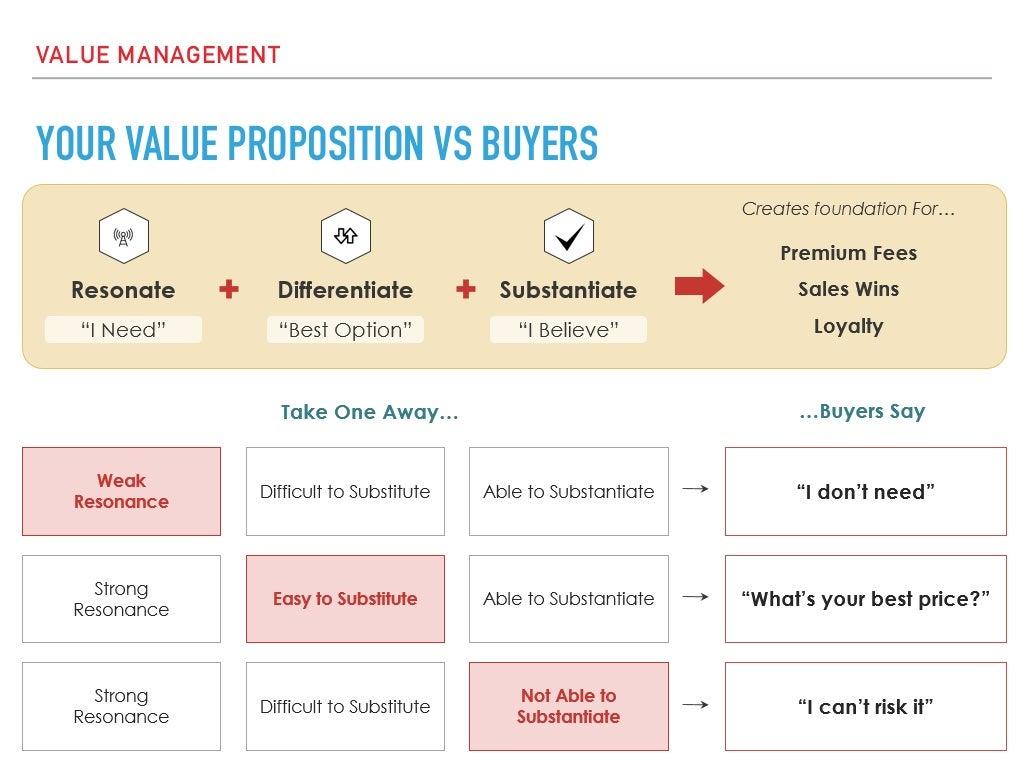 VALUE MANAGEMENT
YOUR VALUE PROPOSITION VS BUYERS
Creates foundation For…
Resonate
Differentiate
Substantiate
“I Need”
“Best Option”
“I Believe”
Premium Fees
Sales Wins
Loyalty
Take One Away…
…Buyers Say
Weak
Resonance
Difficult to Substitute
Able to Substantiate
“I don’t need”
Strong
Resonance
Easy to Substitute
Able to Substantiate
“What’s your best price?”
Strong
Resonance
Difficult to Substitute
Not Able to
Substantiate
“I can’t risk it”